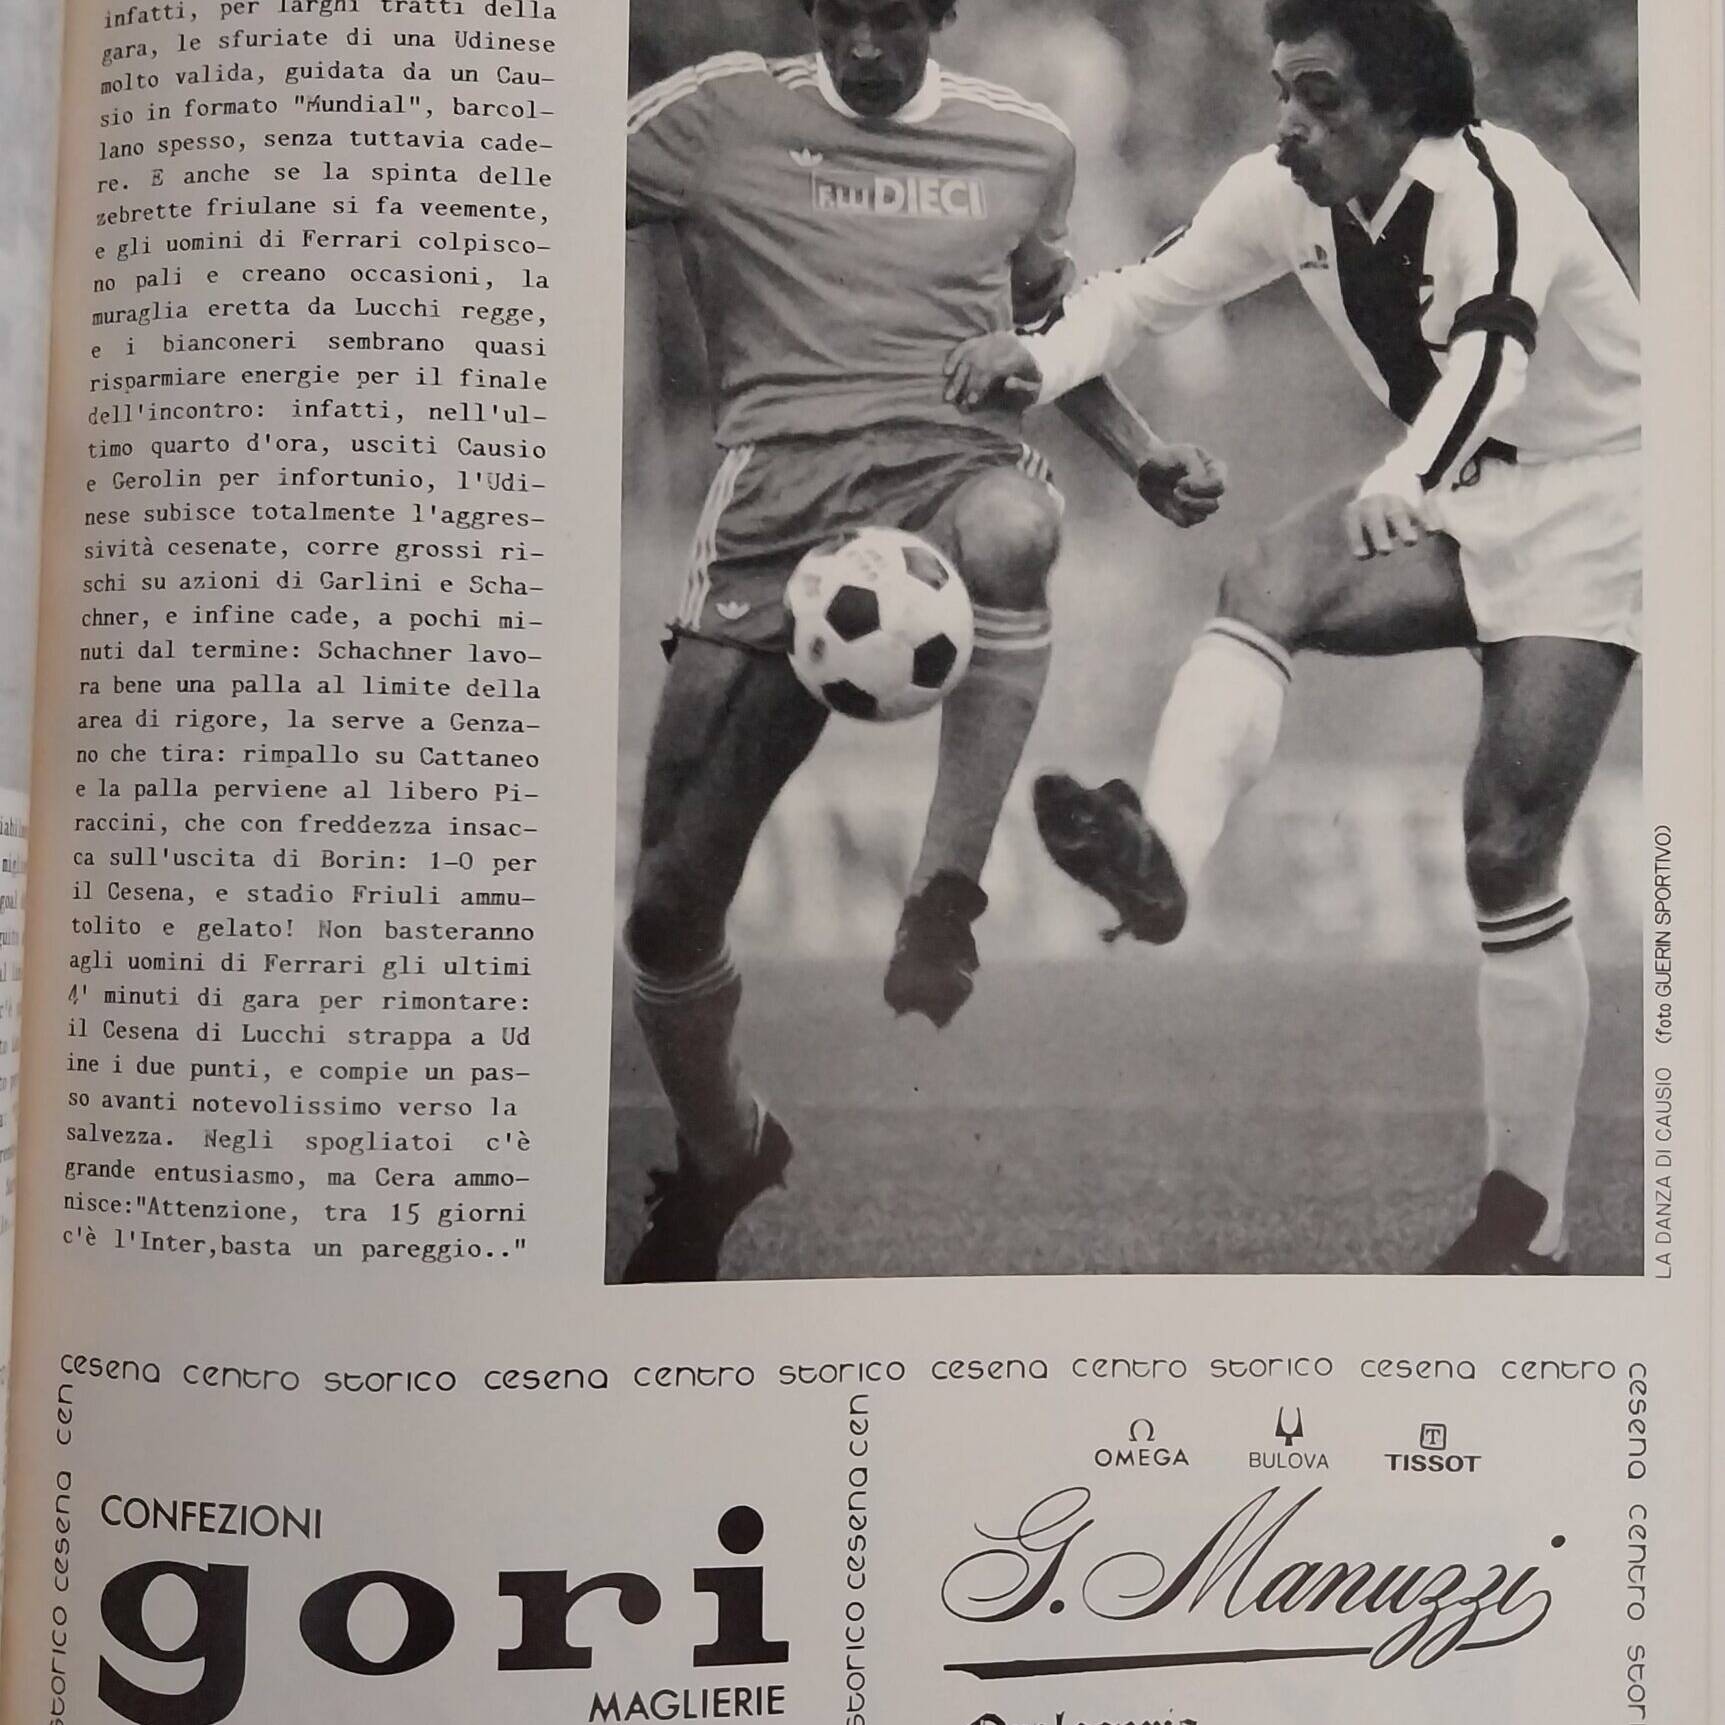 infatti, per larghi tratti della
gara, le sfuriate di una Udinese
molto valida, guidata da un Cau-
sio in formato "Mundial", barcol-
lano spesso, senza tuttavia cade-
re. E anche se la spinta delle
zebrette friulane si fa veemente,
e gli uomini di Ferrari colpisco-
no pali e creano occasioni, la
muraglia eretta da Lucchi regge,
e i bianconeri sembrano quasi
risparmiare energie per il finale
dell'incontro: infatti, nell'ul-
timo quarto d'ora, usciti Causio
e Gerolin per infortunio, l'Udi-
nese subisce totalmente l'aggres-
sività cesenate, corre grossi ri-
schi su azioni di Garlini e Scha-
chner, e infine cade, a pochi mi-
nuti dal termine: Schachner lavo-
ra bene una palla al limite della
area di rigore, la serve a Genza-
no che tira: rimpallo su Cattaneo
e la palla perviene al libero Pi-
raccini, che con freddezza insac-
ca sull'uscita di Borin: 1-0 per
il Cesena, e stadio Friuli ammu-
tolito e gelato! Non basteranno
agli uomini di Ferrari gli ultimi
4' minuti di gara per rimontare:
il Cesena di Lucchi strappa a Ud
ine i due punti, e compie un pas-
so avanti notevolissimo verso la
salvezza. Negli spogliatoi c'è
grande entusiasmo, ma Cera ammo-
nisce:"Attenzione, tra 15 giorni
c'è l'Inter,basta un pareggio.."
F.lli DIECI
LA DANZA DI CAUSIO (foto GUERIN SPORTIVO)
cesena centro storico cesena centro storico cesena centro storico cesena centro
storico cesena cen
CONFEZIONI
gori
MAGLIERIE
storico cesena cen
OMEGA
BULOVA
T
TISSOT
G. Manuzzi
cesena centro stor